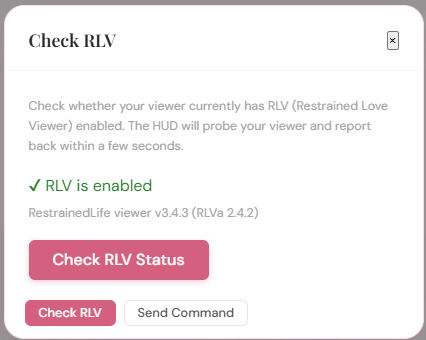 Check RLV
×
Check whether your viewer currently has RLV (Restrained Love
Viewer) enabled. The HUD will probe your viewer and report
back within a few seconds.
✓ RLV is enabled
RestrainedLife viewer v3.4.3 (RLVa 2.4.2)
Check RLV Status
Check RLV Send Command